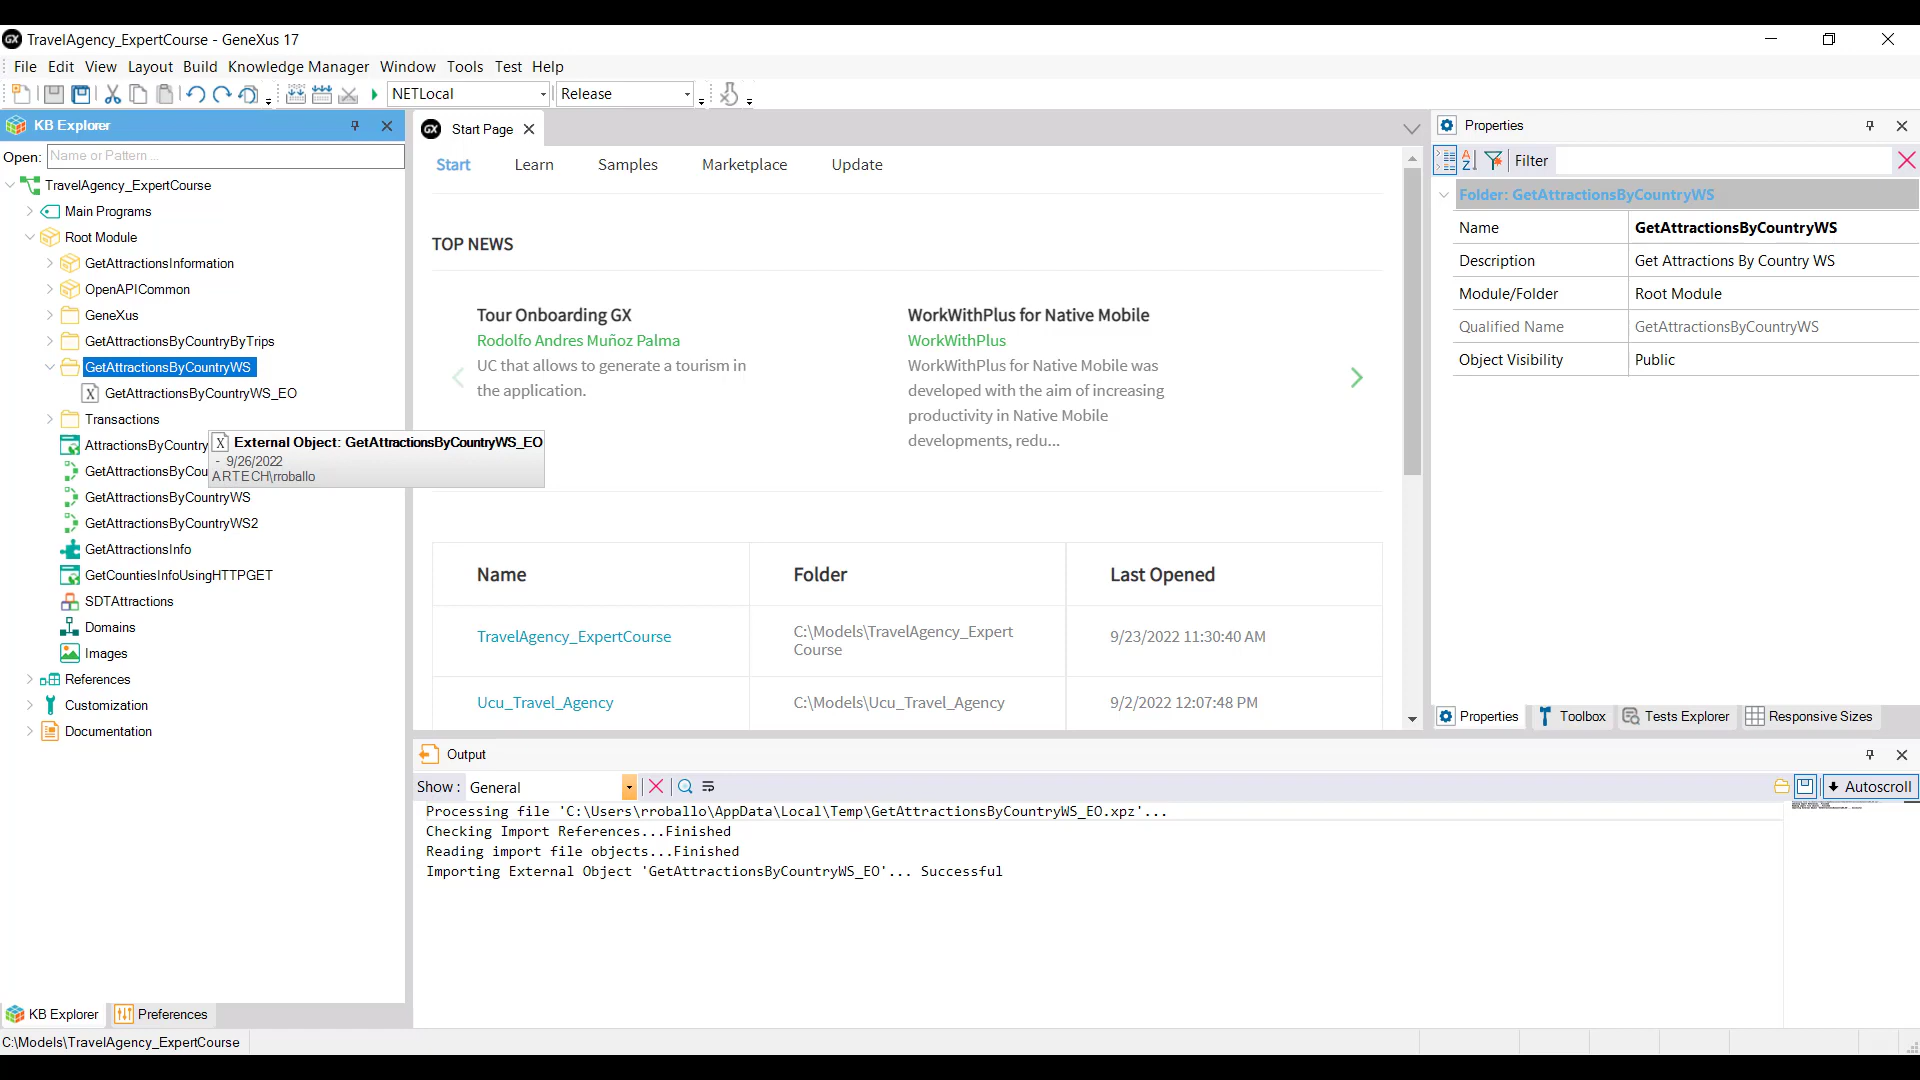 GX TravelAgency_ExpertCourse - GeneXus 17
File Edit View Layout Build Knowledge Manager Window Tools Test Help
NETLocal Release
KB Explorer
Open: Name or Pattern ...
TravelAgency_ExpertCourse
Main Programs
Root Module
GetAttractionsInformation
OpenAPICommon
GeneXus
GetAttractionsByCountryByTrips
GetAttractionsByCountryWS
GetAttractionsByCountryWS_EO
Transactions
AttractionsByCountry
GetAttractionsByCou
GetAttractionsByCountryWS
GetAttractionsByCountryWS2
GetAttractionsInfo
GetCountiesInfoUsingHTTPGET
SDTAttractions
Domains
Images
References
Customization
Documentation
X External Object: GetAttractionsByCountryWS_EO
- 9/26/2022
ARTECH\rroballo
KB Explorer Preferences
GX Start Page
Start Learn Samples Marketplace Update
TOP NEWS
Tour Onboarding GX
Rodolfo Andres Muñoz Palma
UC that allows to generate a tourism in
the application.
WorkWithPlus for Native Mobile
WorkWithPlus
WorkWithPlus for Native Mobile was
developed with the aim of increasing
productivity in Native Mobile
developments, redu...
Name Folder Last Opened
TravelAgency_ExpertCourse C:\Models\TravelAgency_Expert 9/23/2022 11:30:40 AM
Course
Ucu_Travel_Agency C:\Models\Ucu_Travel_Agency 9/2/2022 12:07:48 PM
Output
Show : General
Autoscroll
Processing file 'C:\Users\rroballo\AppData\Local\Temp\GetAttractionsByCountryWS_EO.xpz'...
Checking Import References...Finished
Reading import file objects...Finished
Importing External Object 'GetAttractionsByCountryWS_EO'... Successful
Properties
Filter
Folder: GetAttractionsByCountryWS
Name GetAttractionsByCountryWS
Description Get Attractions By Country WS
Module/Folder Root Module
Qualified Name GetAttractionsByCountryWS
Object Visibility Public
Properties Toolbox Tests Explorer Responsive Sizes
C:\Models\TravelAgency_ExpertCourse